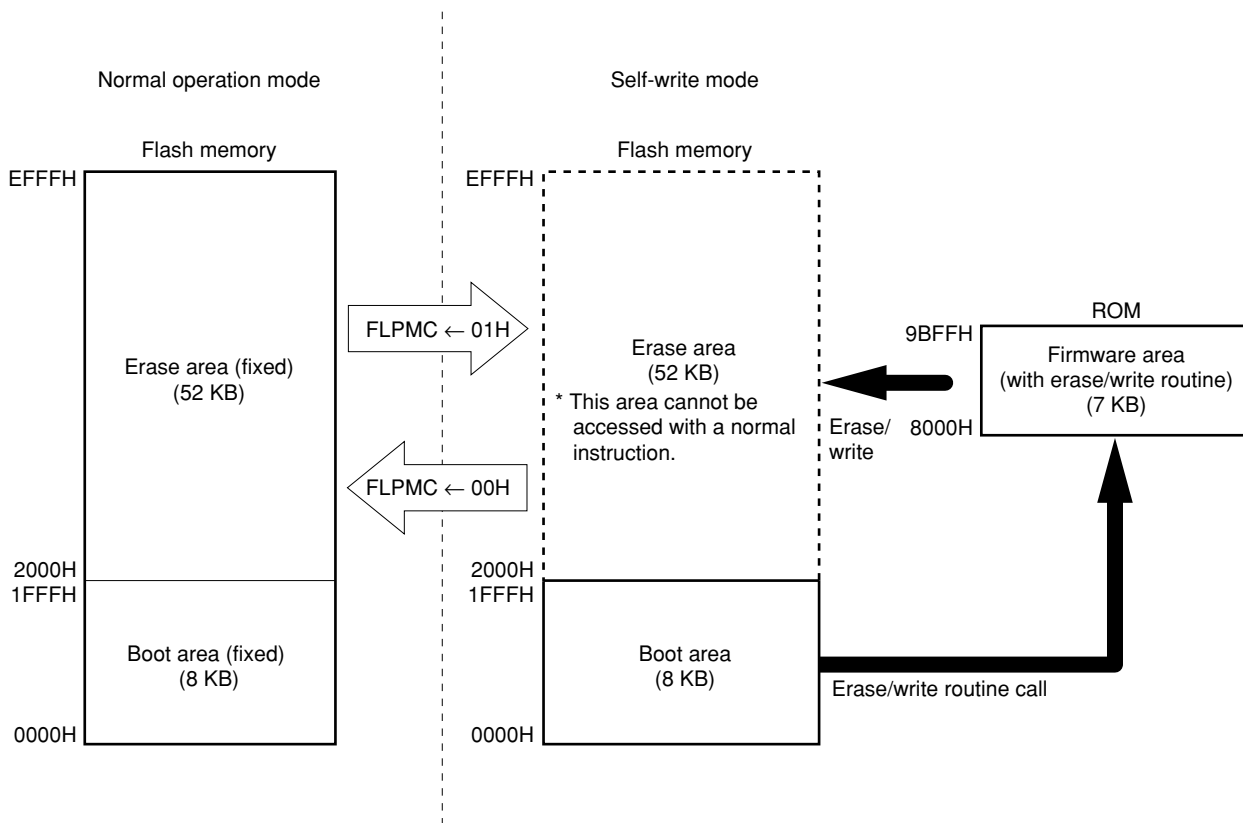 Normal operation mode
Self-write mode
Flash memory
Flash memory
EFFFH
EFFFH
ROM
FLPMC ← 01H
9BFFH
Erase area (fixed)
(52 KB)
Erase area
(52 KB)
* This area cannot be
accessed with a normal
instruction.
Firmware area
(with erase/write routine)
(7 KB)
Erase/
write
8000H
FLPMC ← 00H
2000H
1FFFH
2000H
1FFFH
Boot area (fixed)
(8 KB)
Boot area
(8 KB)
Erase/write routine call
0000H
0000H